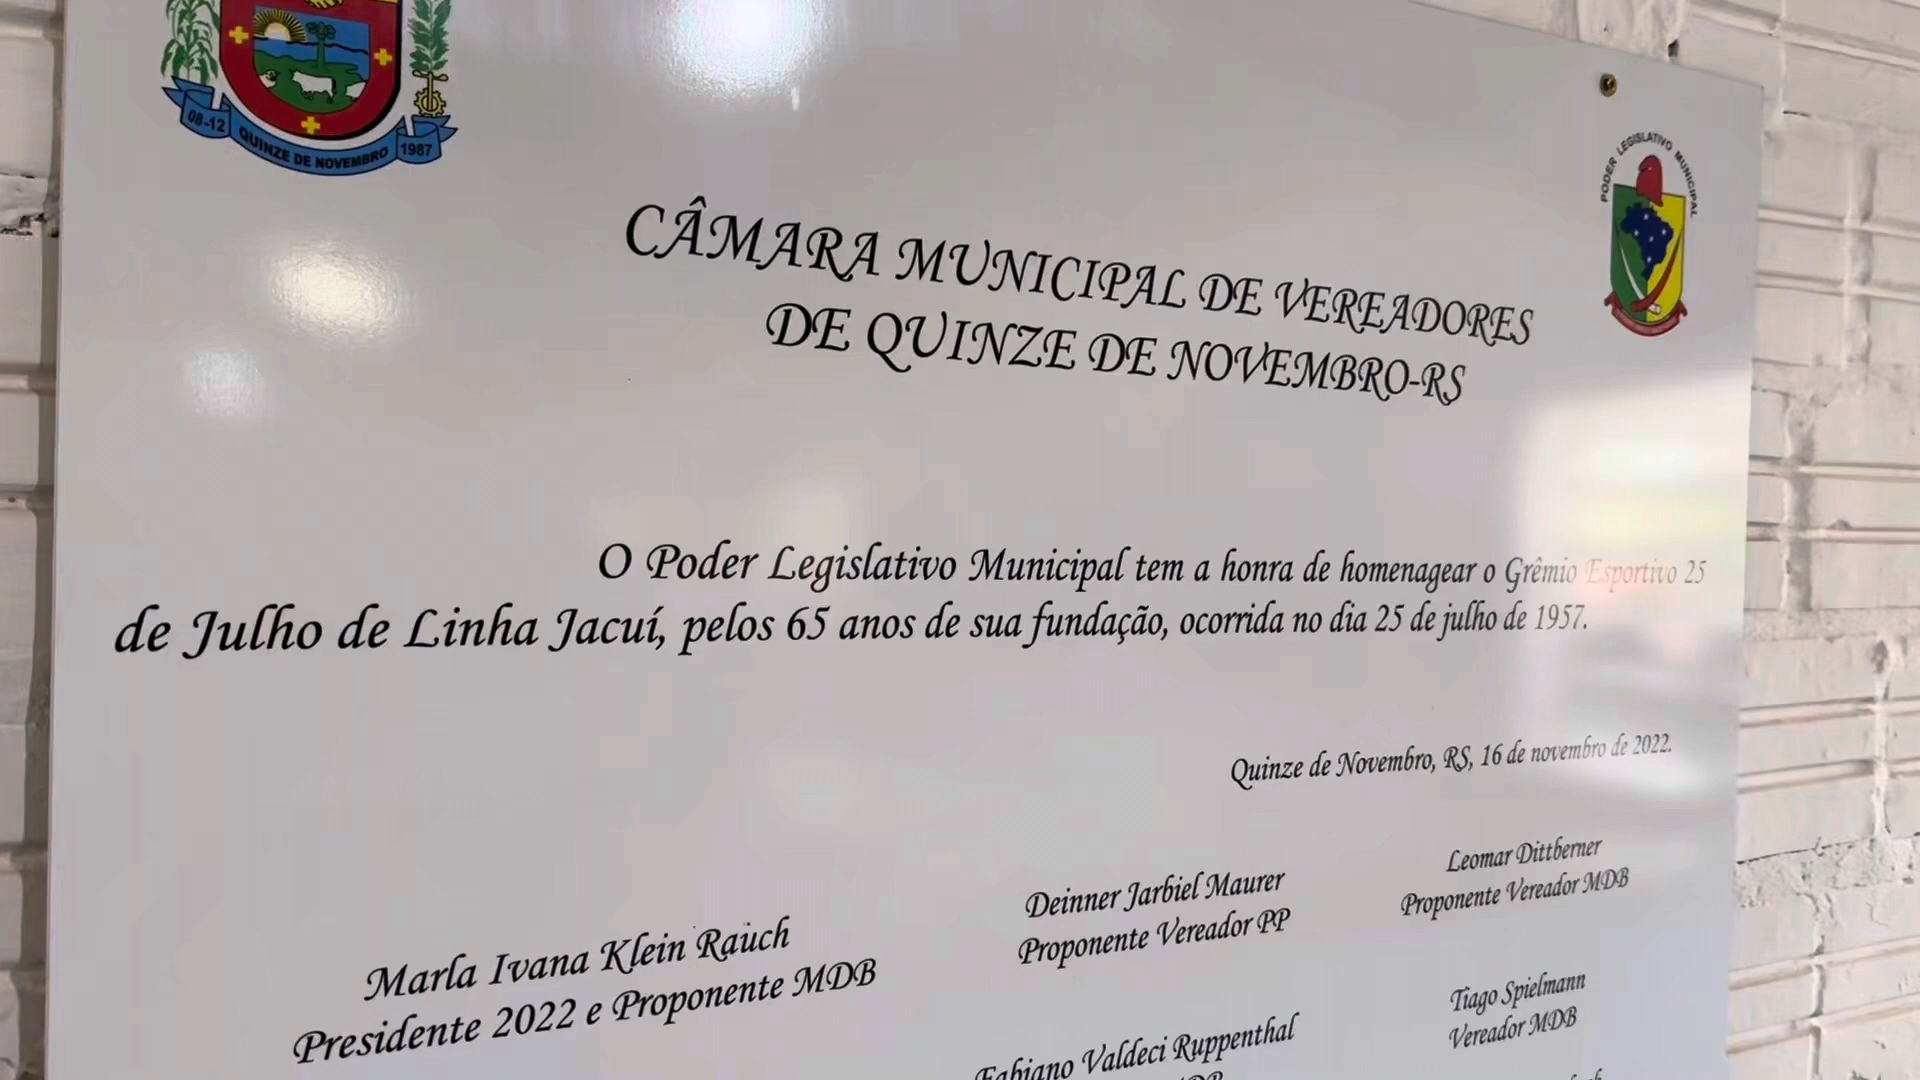 08-12 QUINZE DE NOVEMBRO 1987
PODER LEGISLATIVO MUNICIPAL
CÂMARA MUNICIPAL DE VEREADORES
DE QUINZE DE NOVEMBRO-RS
O Poder Legislativo Municipal tem a honra de homenagear o Grêmio Esportivo 25
de Julho de Linha Jacuí, pelos 65 anos de sua fundação, ocorrida no dia 25 de julho de 1957.
Quinze de Novembro, RS, 16 de novembro de 2022.
Marla Ivana Klein Rauch
Presidente 2022 e Proponente MDB
Deinner Jarbiel Maurer
Proponente Vereador PP
Leomar Dittberner
Proponente Vereador MDB
Fabiano Valdeci Ruppenthal
MDB
Tiago Spielmann
Vereador MDB